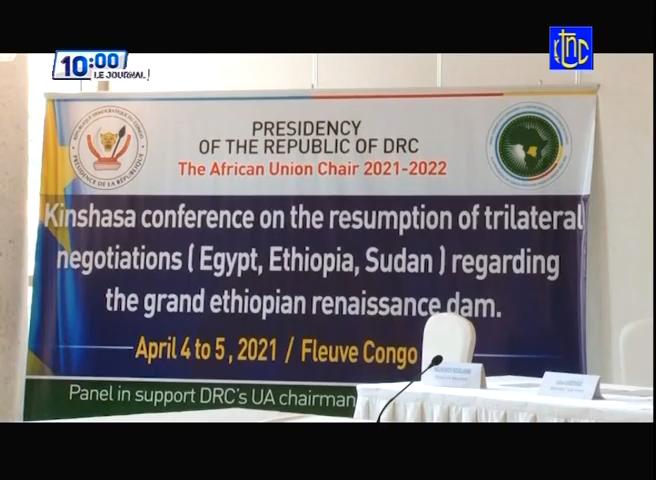 10:00
LE JOURNAL!
rtnc
PRESIDENCY
OF THE REPUBLIC OF DRC
The African Union Chair 2021-2022
Kinshasa conference on the resumption of trilateral
negotiations ( Egypt, Ethiopia, Sudan ) regarding
the grand ethiopian renaissance dam.
April 4 to 5, 2021 / Fleuve Congo
Panel in support DRC's UA chairman